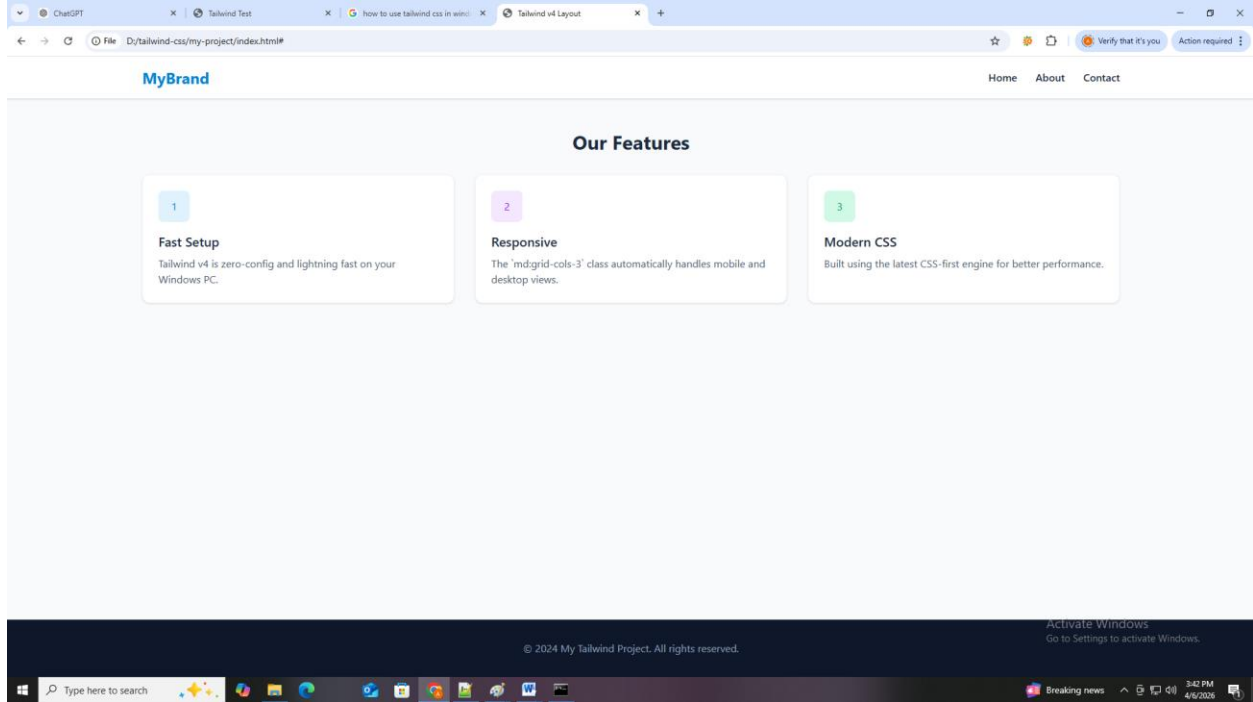 ChatGPT
Tailwind Test
how to use tailwind css in wind
Tailwind v4 Layout
File D:/tailwind-css/my-project/index.html#
Verify that it's you
Action required
MyBrand
Home About Contact
Our Features
1
Fast Setup
Tailwind v4 is zero-config and lightning fast on your
Windows PC.
2
Responsive
The `md:grid-cols-3` class automatically handles mobile and
desktop views.
3
Modern CSS
Built using the latest CSS-first engine for better performance.
Activate Windows
Go to Settings to activate Windows.
© 2024 My Tailwind Project. All rights reserved.
Type here to search
Breaking news
3:42 PM
4/6/2026